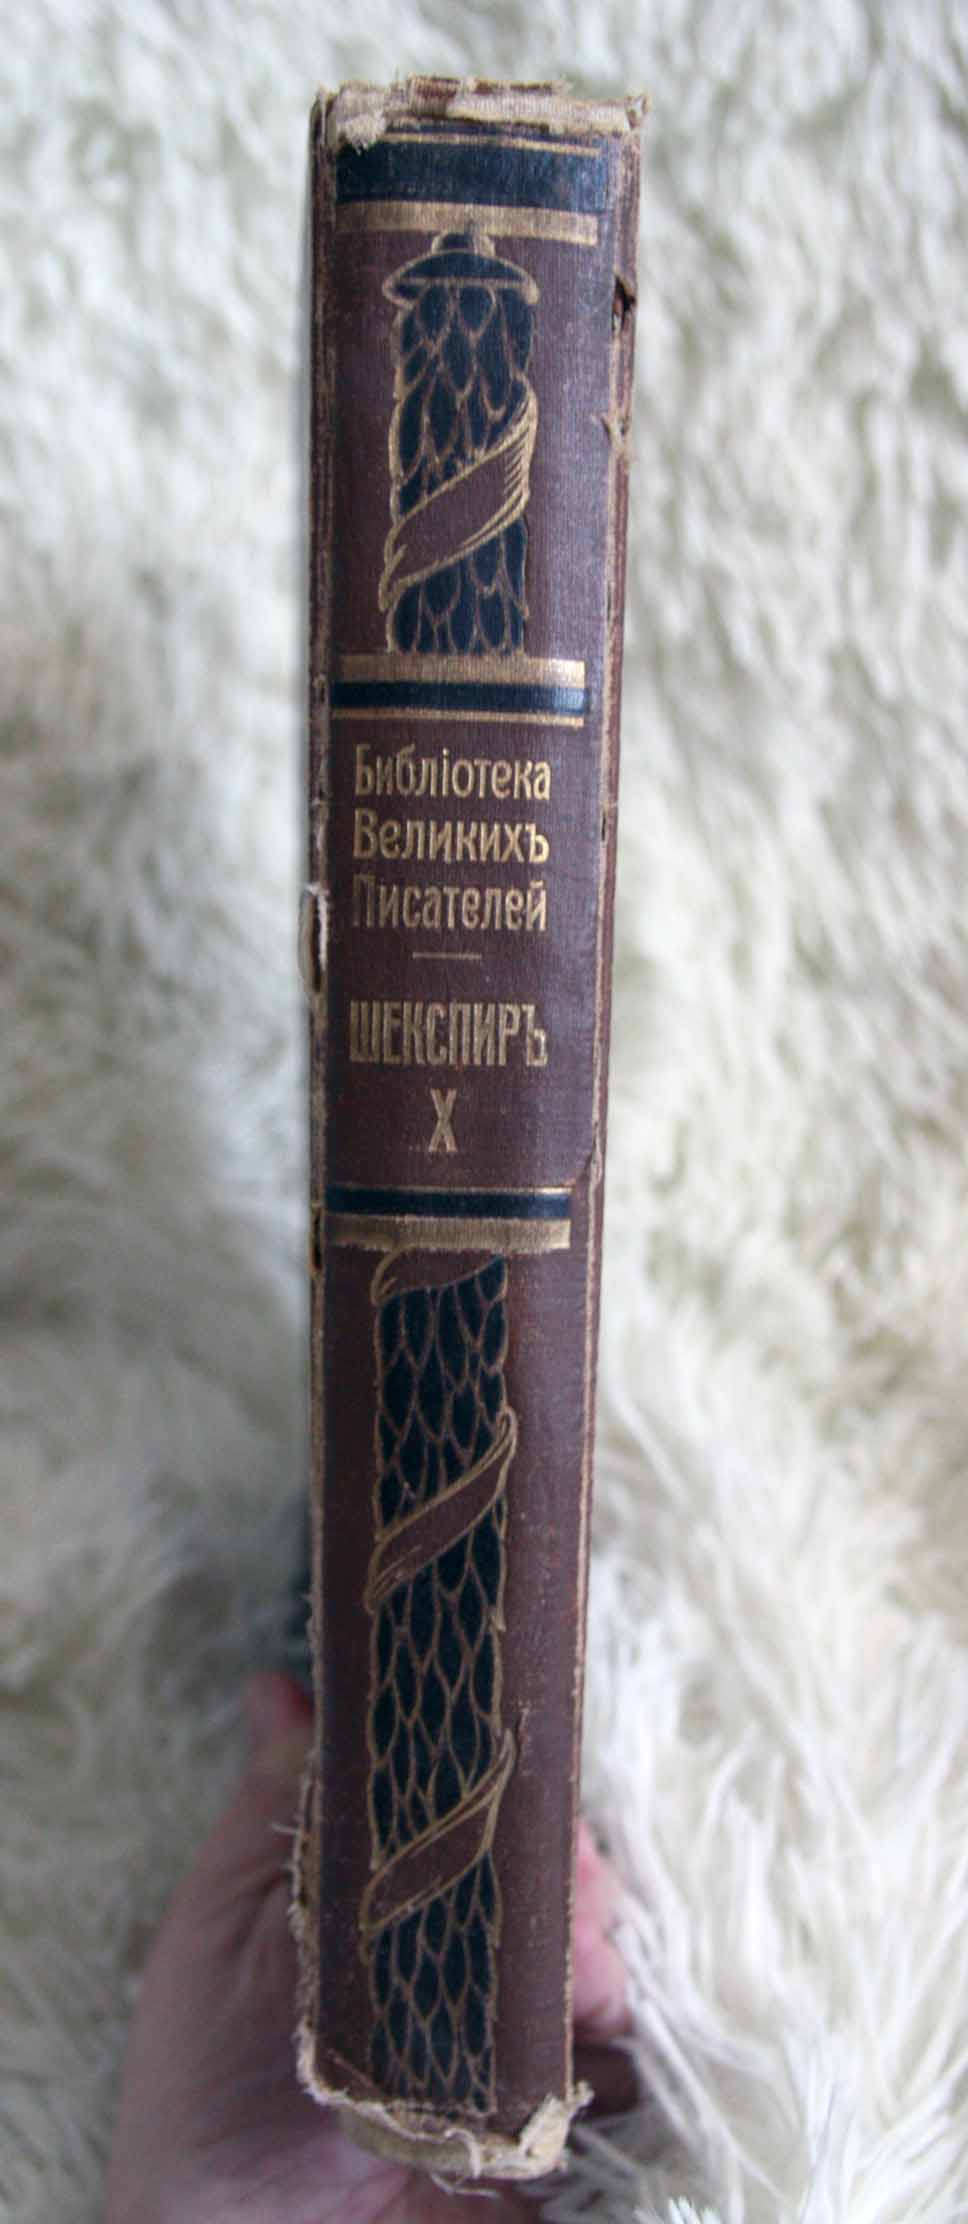 Библіотека
Великихъ
Писателей
ШЕКСПИРЪ
X